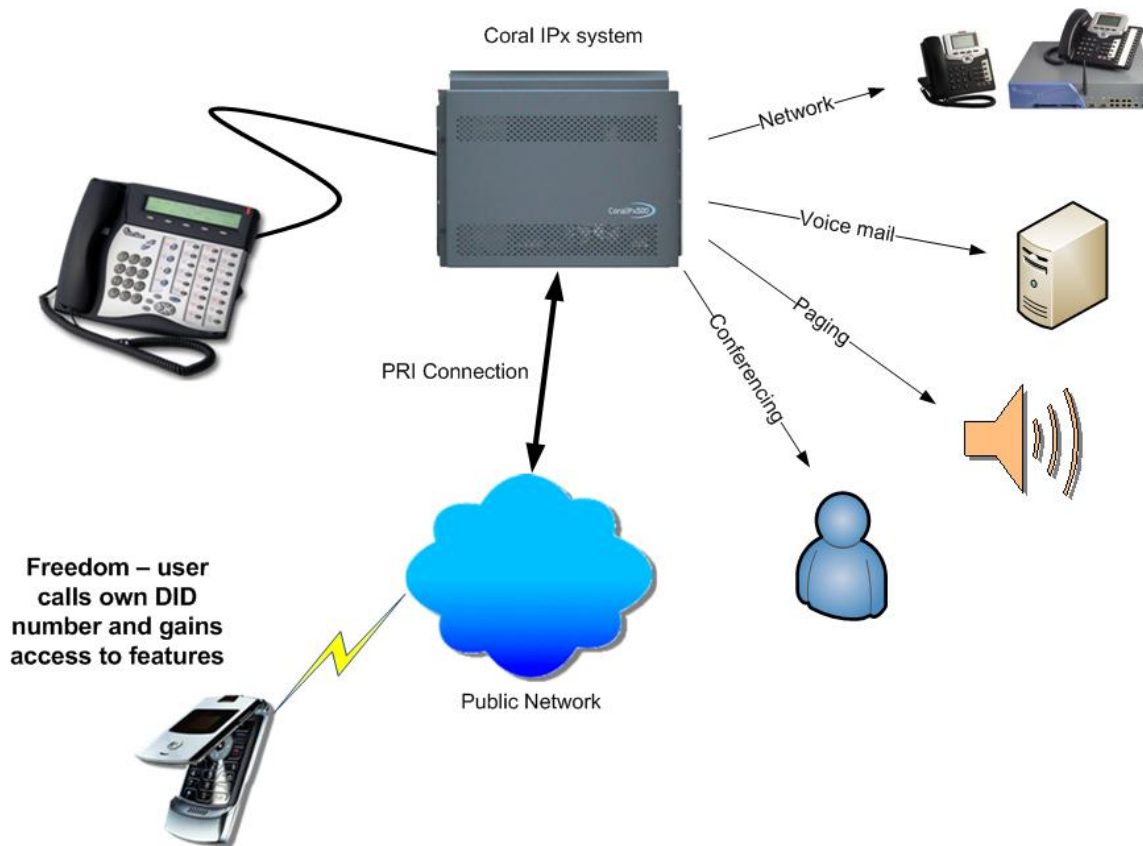 Coral IPx system
Network
Voice mail
Paging
Conferencing
CoralIPx500
PRI Connection
Freedom – user
calls own DID
number and gains
access to features
Public Network